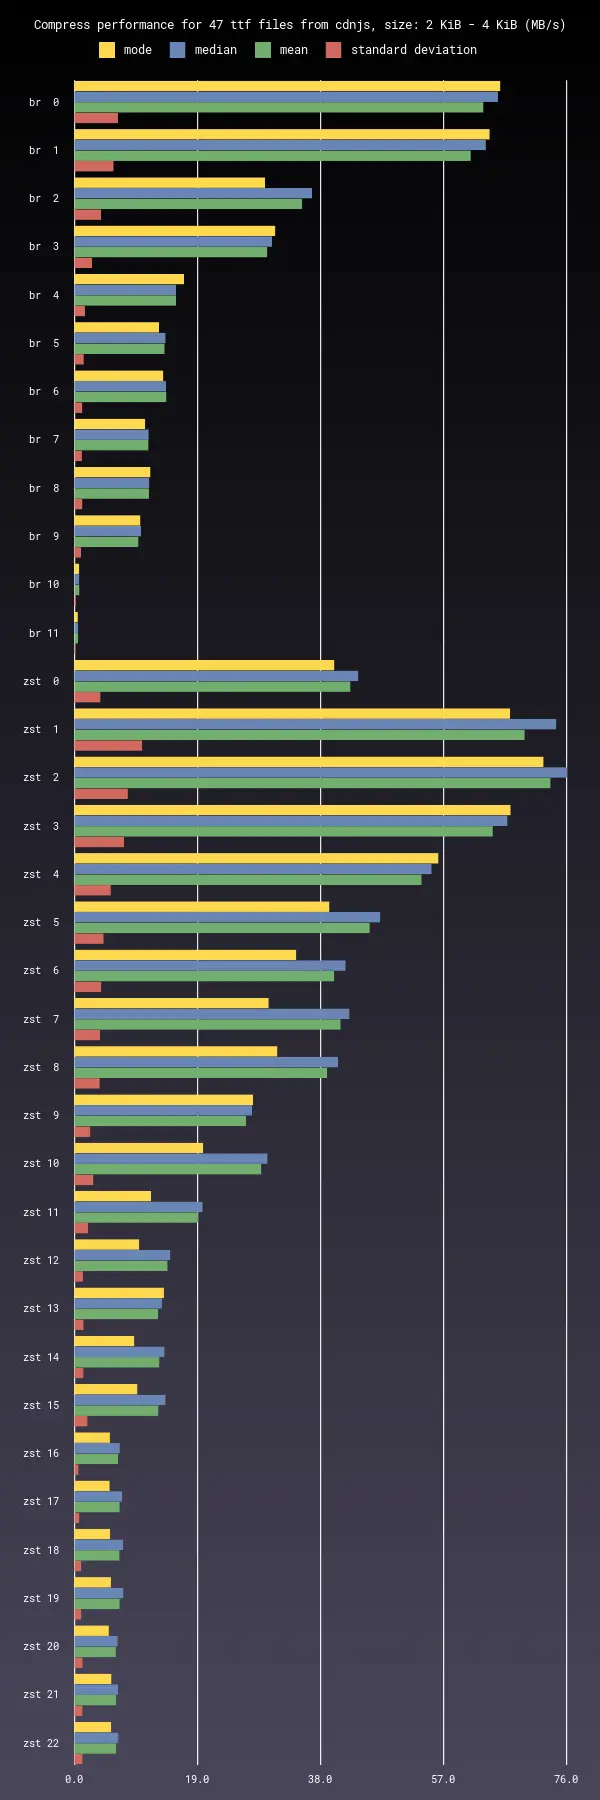 Compress performance for 47 ttf files from cdnjs, size: 2 KiB - 4 KiB (MB/s)
mode median mean standard deviation
br 0
br 1
br 2
br 3
br 4
br 5
br 6
br 7
br 8
br 9
br 10
br 11
zst 0
zst 1
zst 2
zst 3
zst 4
zst 5
zst 6
zst 7
zst 8
zst 9
zst 10
zst 11
zst 12
zst 13
zst 14
zst 15
zst 16
zst 17
zst 18
zst 19
zst 20
zst 21
zst 22
0.0 19.0 38.0 57.0 76.0